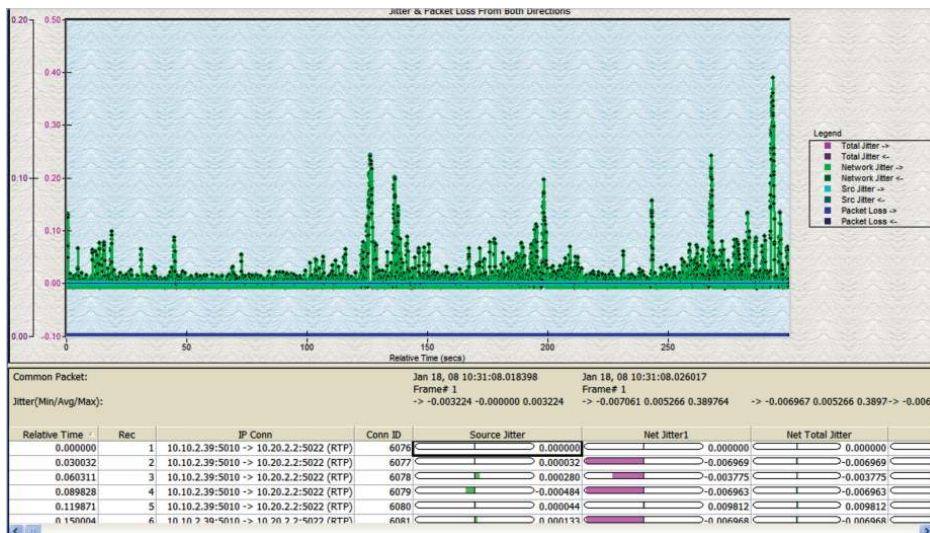 Jitter & Packet Loss From Both Directions
0.20 0.50
0.40
0.30
0.10 0.20
0.10
0.00
0.00 -0.10
0 50 100 150 200 250
Relative Time (secs)
Legend
Total Jitter ->
Total Jitter <-
Network Jitter ->
Network Jitter <-
Src Jitter ->
Src Jitter <-
Packet Loss ->
Packet Loss <-
Common Packet: Jan 18, 08 10:31:08.018398 Jan 18, 08 10:31:08.026017
Frame# 1 Frame# 1
Jitter(Min/Avg/Max): -> -0.003224 -0.000000 0.003224 -> -0.007061 0.005266 0.389764 -> -0.006967 0.005266 0.3897-> -0.006
Relative Time Rec IP Conn Conn ID Source Jitter Net Jitter1 Net Total Jitter
0.000000 1 10.10.2.39:5010 -> 10.20.2.2:5022 (RTP) 6076 0.000000 0.000000 0.000000
0.030032 2 10.10.2.39:5010 -> 10.20.2.2:5022 (RTP) 6077 0.000032 -0.006969 -0.006969
0.060311 3 10.10.2.39:5010 -> 10.20.2.2:5022 (RTP) 6078 0.000280 -0.003775 -0.003775
0.089828 4 10.10.2.39:5010 -> 10.20.2.2:5022 (RTP) 6079 -0.000484 -0.006963 -0.006963
0.119871 5 10.10.2.39:5010 -> 10.20.2.2:5022 (RTP) 6080 0.000044 0.009812 0.009812
0.150004 6 10.10.2.39:5010 -> 10.20.2.2:5022 (RTP) 6081 0.000133 -0.006968 -0.006968